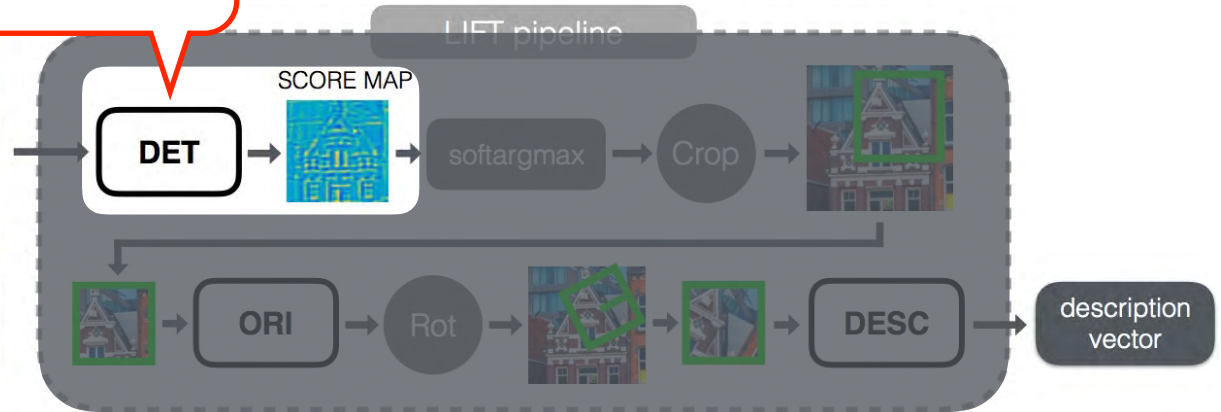 LIFT pipeline
SCORE MAP
DET
softargmax
Crop
ORI
Rot
DESC
description
vector